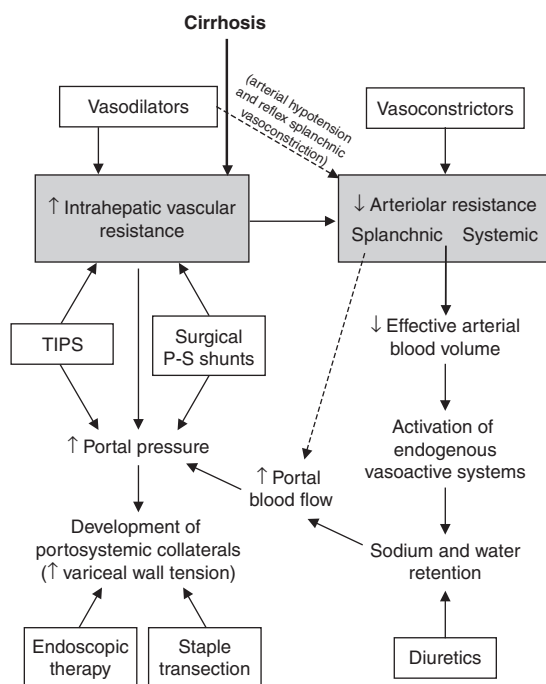 Cirrhosis
Vasodilators
(arterial hypotension
and reflex splanchnic
vasoconstriction)
Vasoconstrictors
↑ Intrahepatic vascular
resistance
↓ Arteriolar resistance
Splanchnic Systemic
TIPS
Surgical
P-S shunts
↓ Effective arterial
blood volume
Activation of
endogenous
vasoactive systems
↑ Portal pressure
↑ Portal
blood flow
Development of
portosystemic collaterals
(↑ variceal wall tension)
Sodium and water
retention
Endoscopic
therapy
Staple
transection
Diuretics